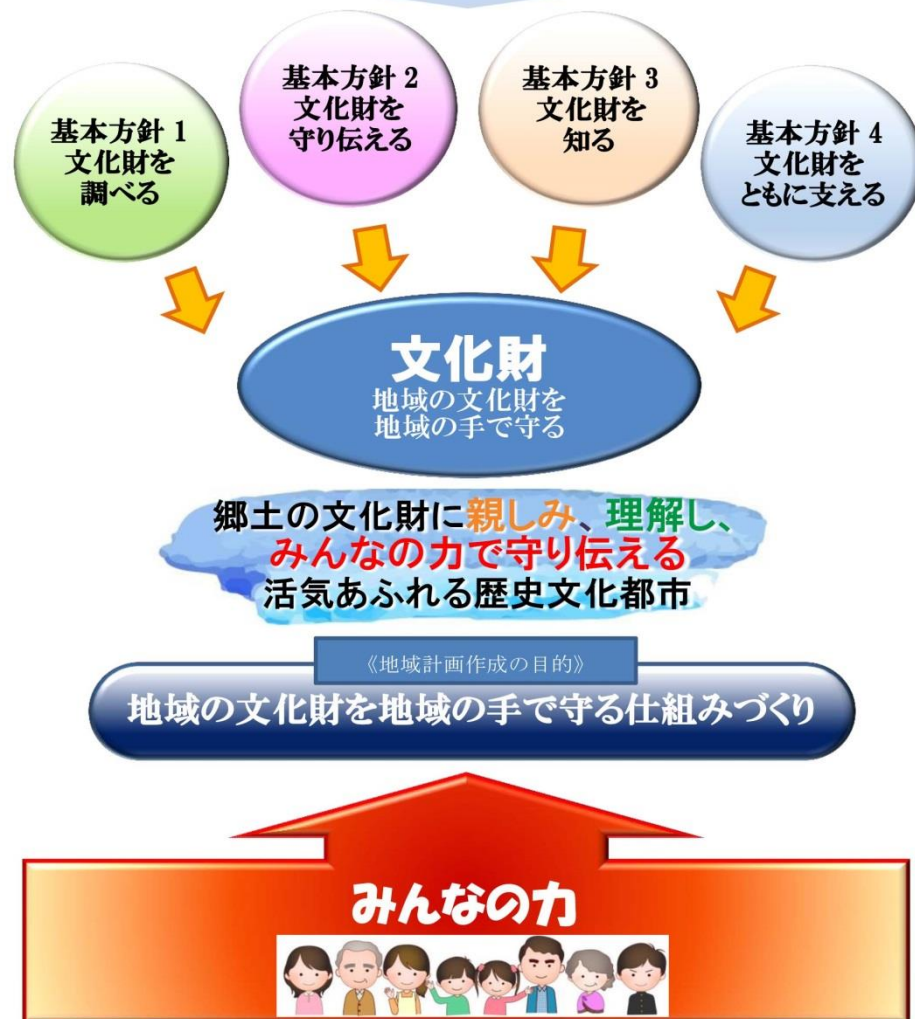 基本方針 1
文化財を
調べる
基本方針 2
文化財を
守り伝える
基本方針 3
文化財を
知る
基本方針 4
文化財を
ともに支える
文化財
地域の文化財を
地域の手で守る
郷土の文化財に親しみ、理解し、
みんなの力で守り伝える
活気あふれる歴史文化都市
《地域計画作成の目的》
地域の文化財を地域の手で守る仕組みづくり
みんなの力